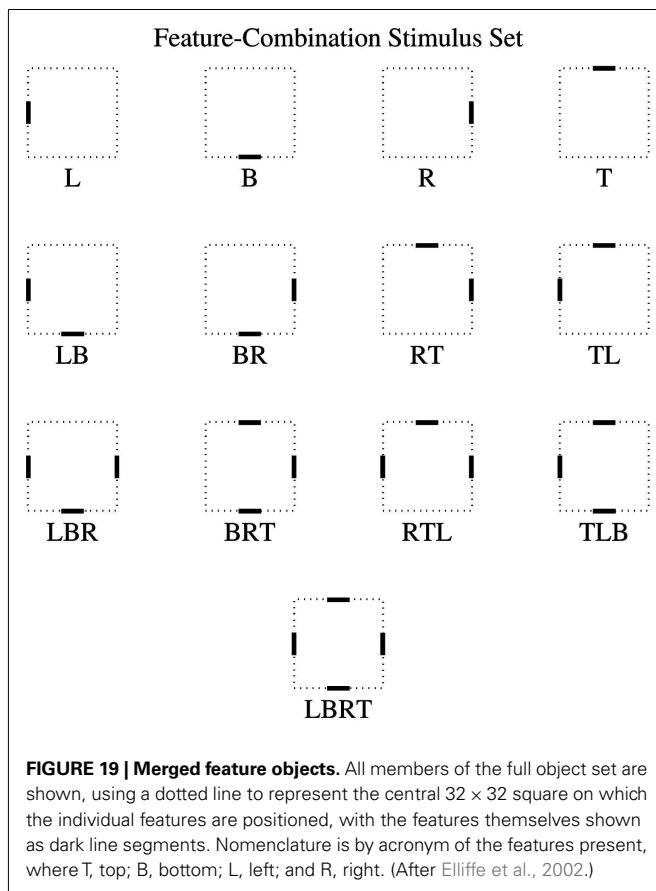 Feature-Combination Stimulus Set
L B R T
LB BR RT TL
LBR BRT RTL TLB
LBRT
FIGURE 19 | Merged feature objects. All members of the full object set are
shown, using a dotted line to represent the central 32 × 32 square on which
the individual features are positioned, with the features themselves shown
as dark line segments. Nomenclature is by acronym of the features present,
where T, top; B, bottom; L, left; and R, right. (After Elliffe et al., 2002.)